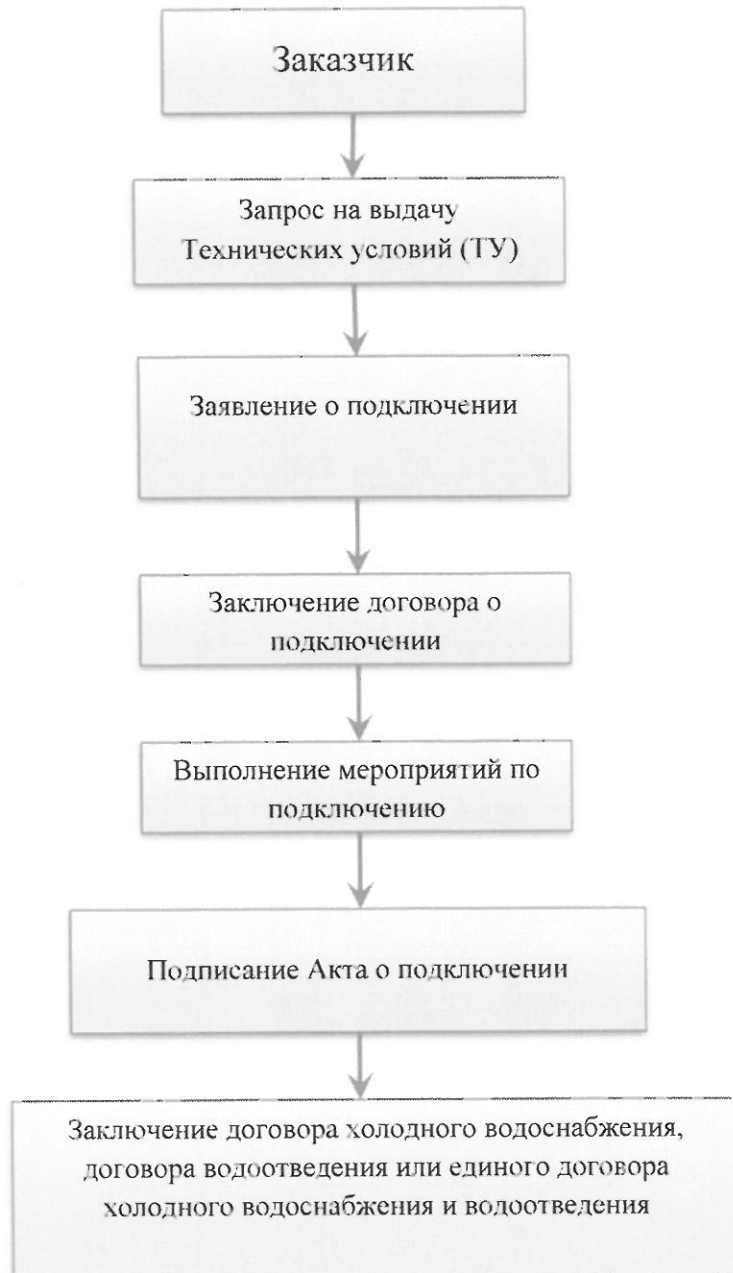 Заказчик
Запрос на выдачу
Технических условий (ТУ)
Заявление о подключении
Заключение договора о
подключении
Выполнение мероприятий по
подключению
Подписание Акта о подключении
Заключение договора холодного водоснабжения,
договора водоотведения или единого договора
холодного водоснабжения и водоотведения